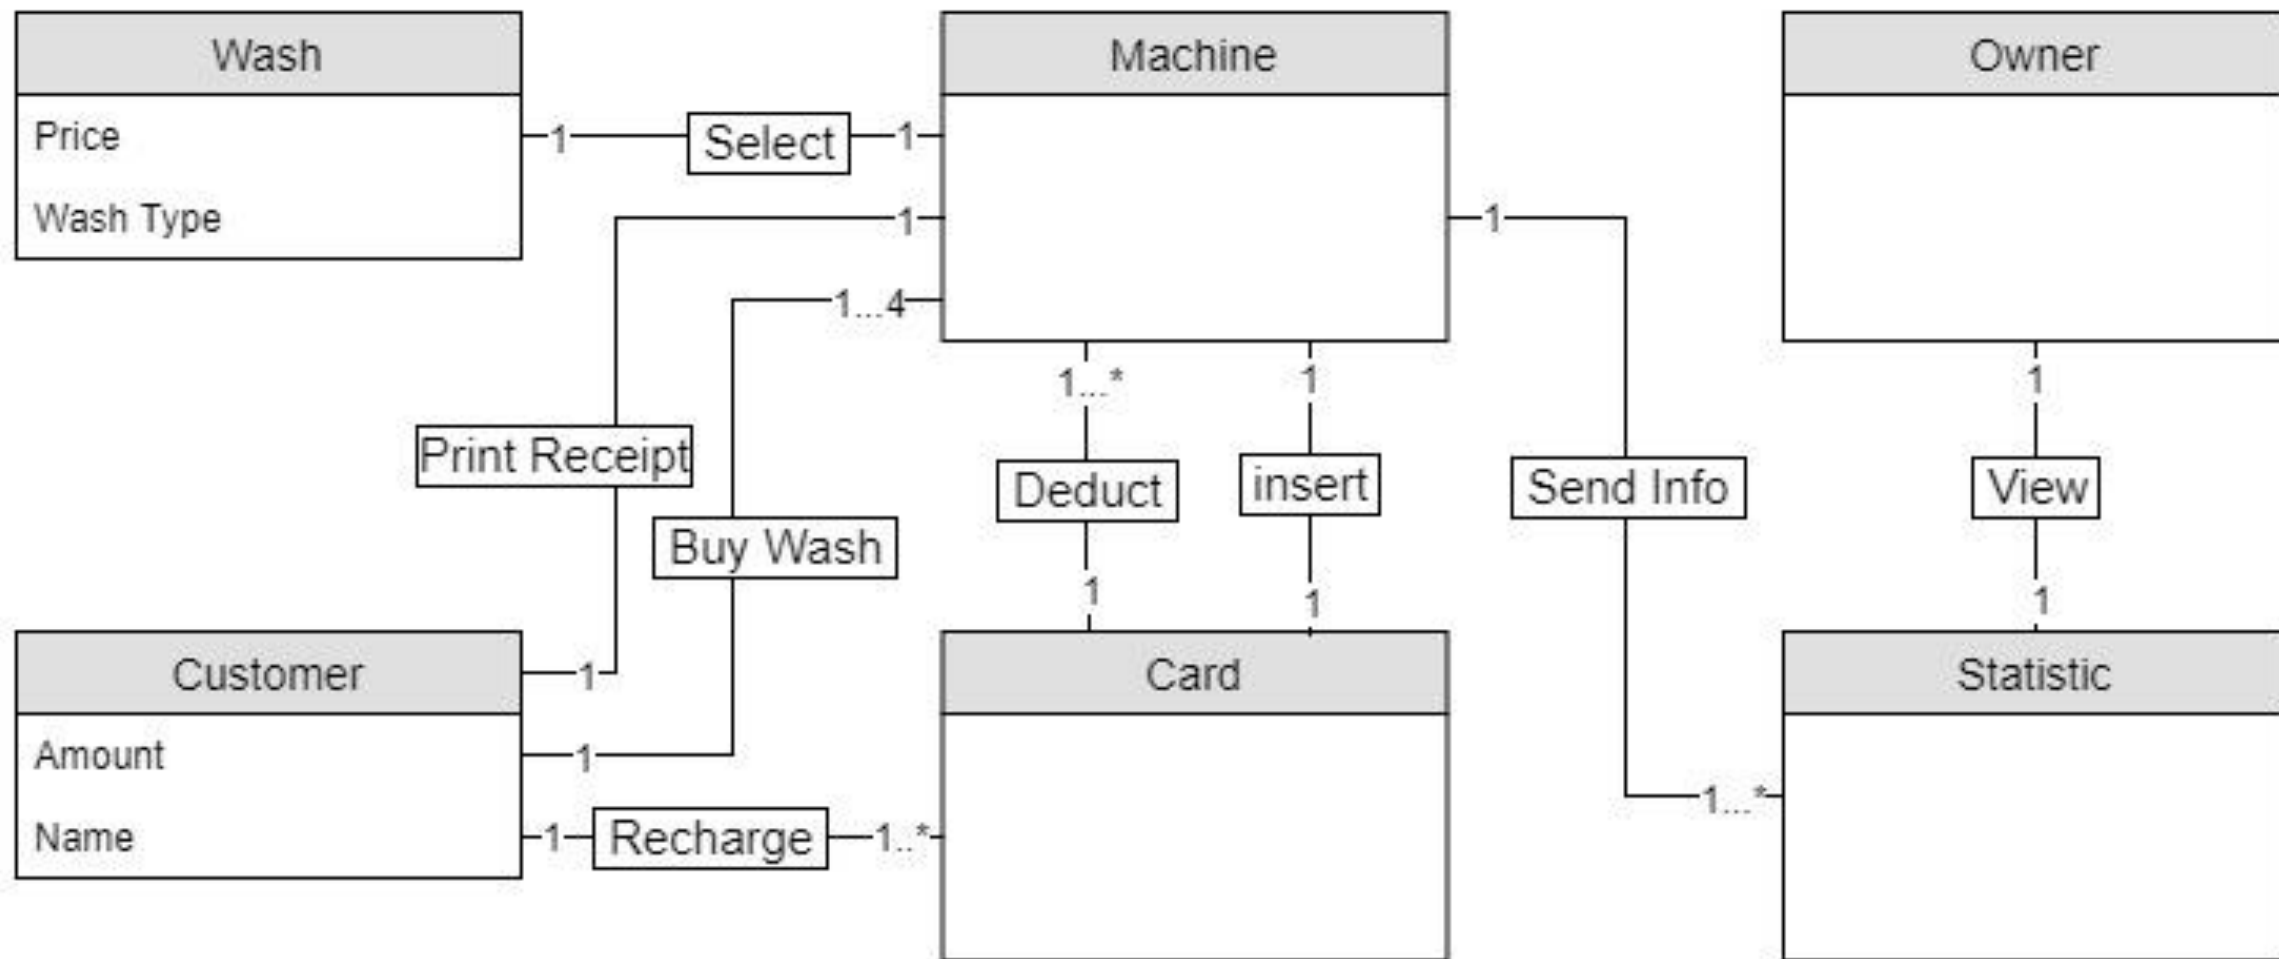 Wash
Machine
Owner
Price
1
Select
1
Wash Type
1
1
1...4
1...*
1
1
Print Receipt
Deduct
insert
Send Info
View
Buy Wash
1
1
1
Customer
1
Card
Statistic
Amount
1
1...*
Name
1
Recharge
1..*